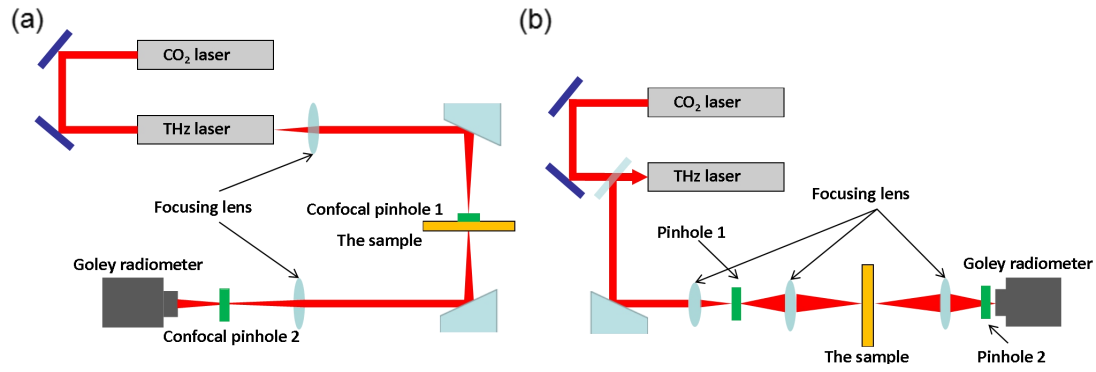 (a)
CO₂ laser
THz laser
Focusing lens
Confocal pinhole 1
The sample
Goley radiometer
Confocal pinhole 2
(b)
CO₂ laser
THz laser
Focusing lens
Pinhole 1
Goley radiometer
The sample
Pinhole 2